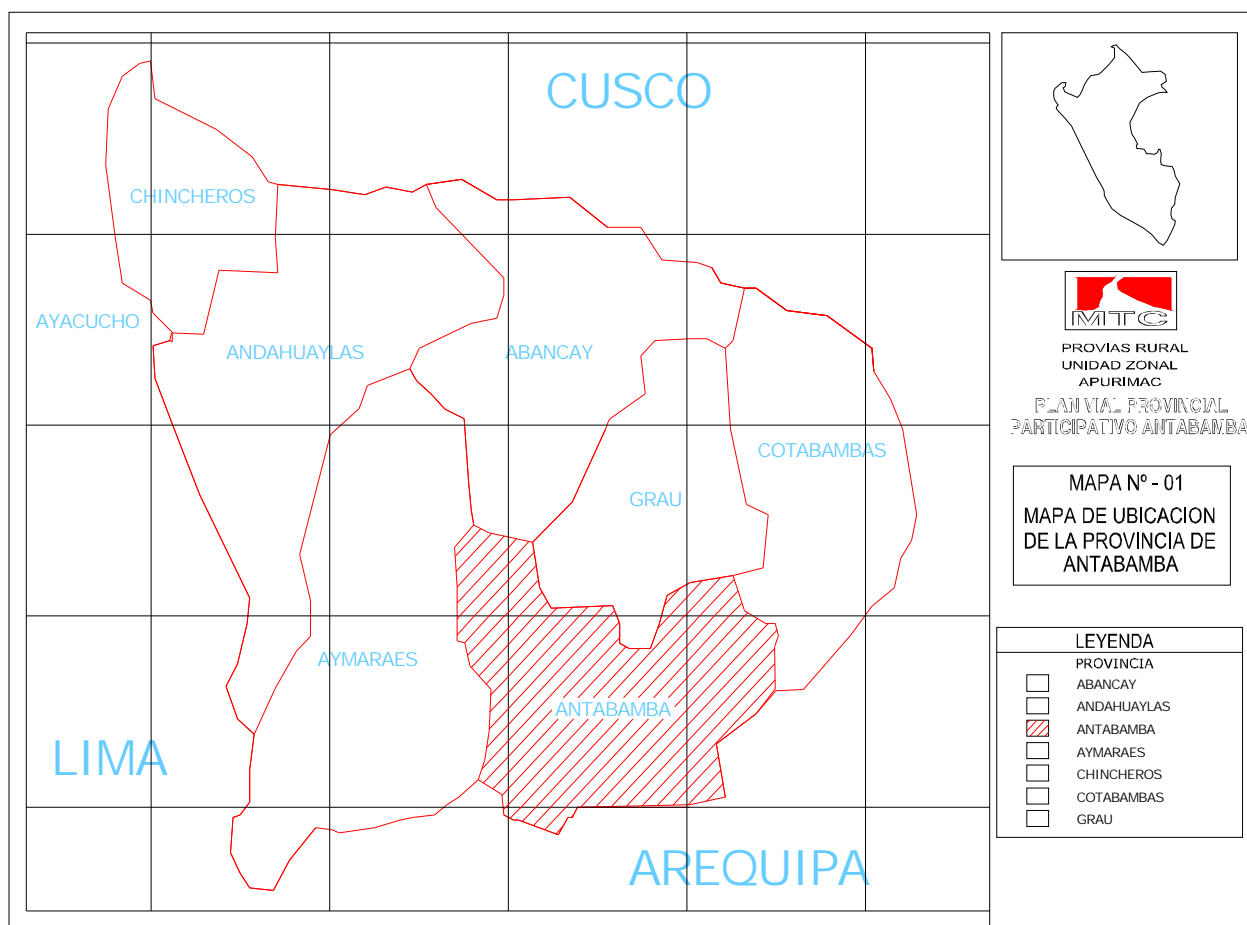 CUSCO
CHINCHEROS
AYACUCHO
ANDAHUAYLAS
ABANCAY
COTABAMBAS
GRAU
AYMARAES
ANTABAMBA
LIMA
AREQUIPA
MTC
PROVIAS RURAL
UNIDAD ZONAL
APURIMAC
PLAN VIAL PROVINCIAL
PARTICIPATIVO ANTABAMBA
MAPA Nº - 01
MAPA DE UBICACION
DE LA PROVINCIA DE
ANTABAMBA
LEYENDA
PROVINCIA
ABANCAY
ANDAHUAYLAS
ANTABAMBA
AYMARAES
CHINCHEROS
COTABAMBAS
GRAU